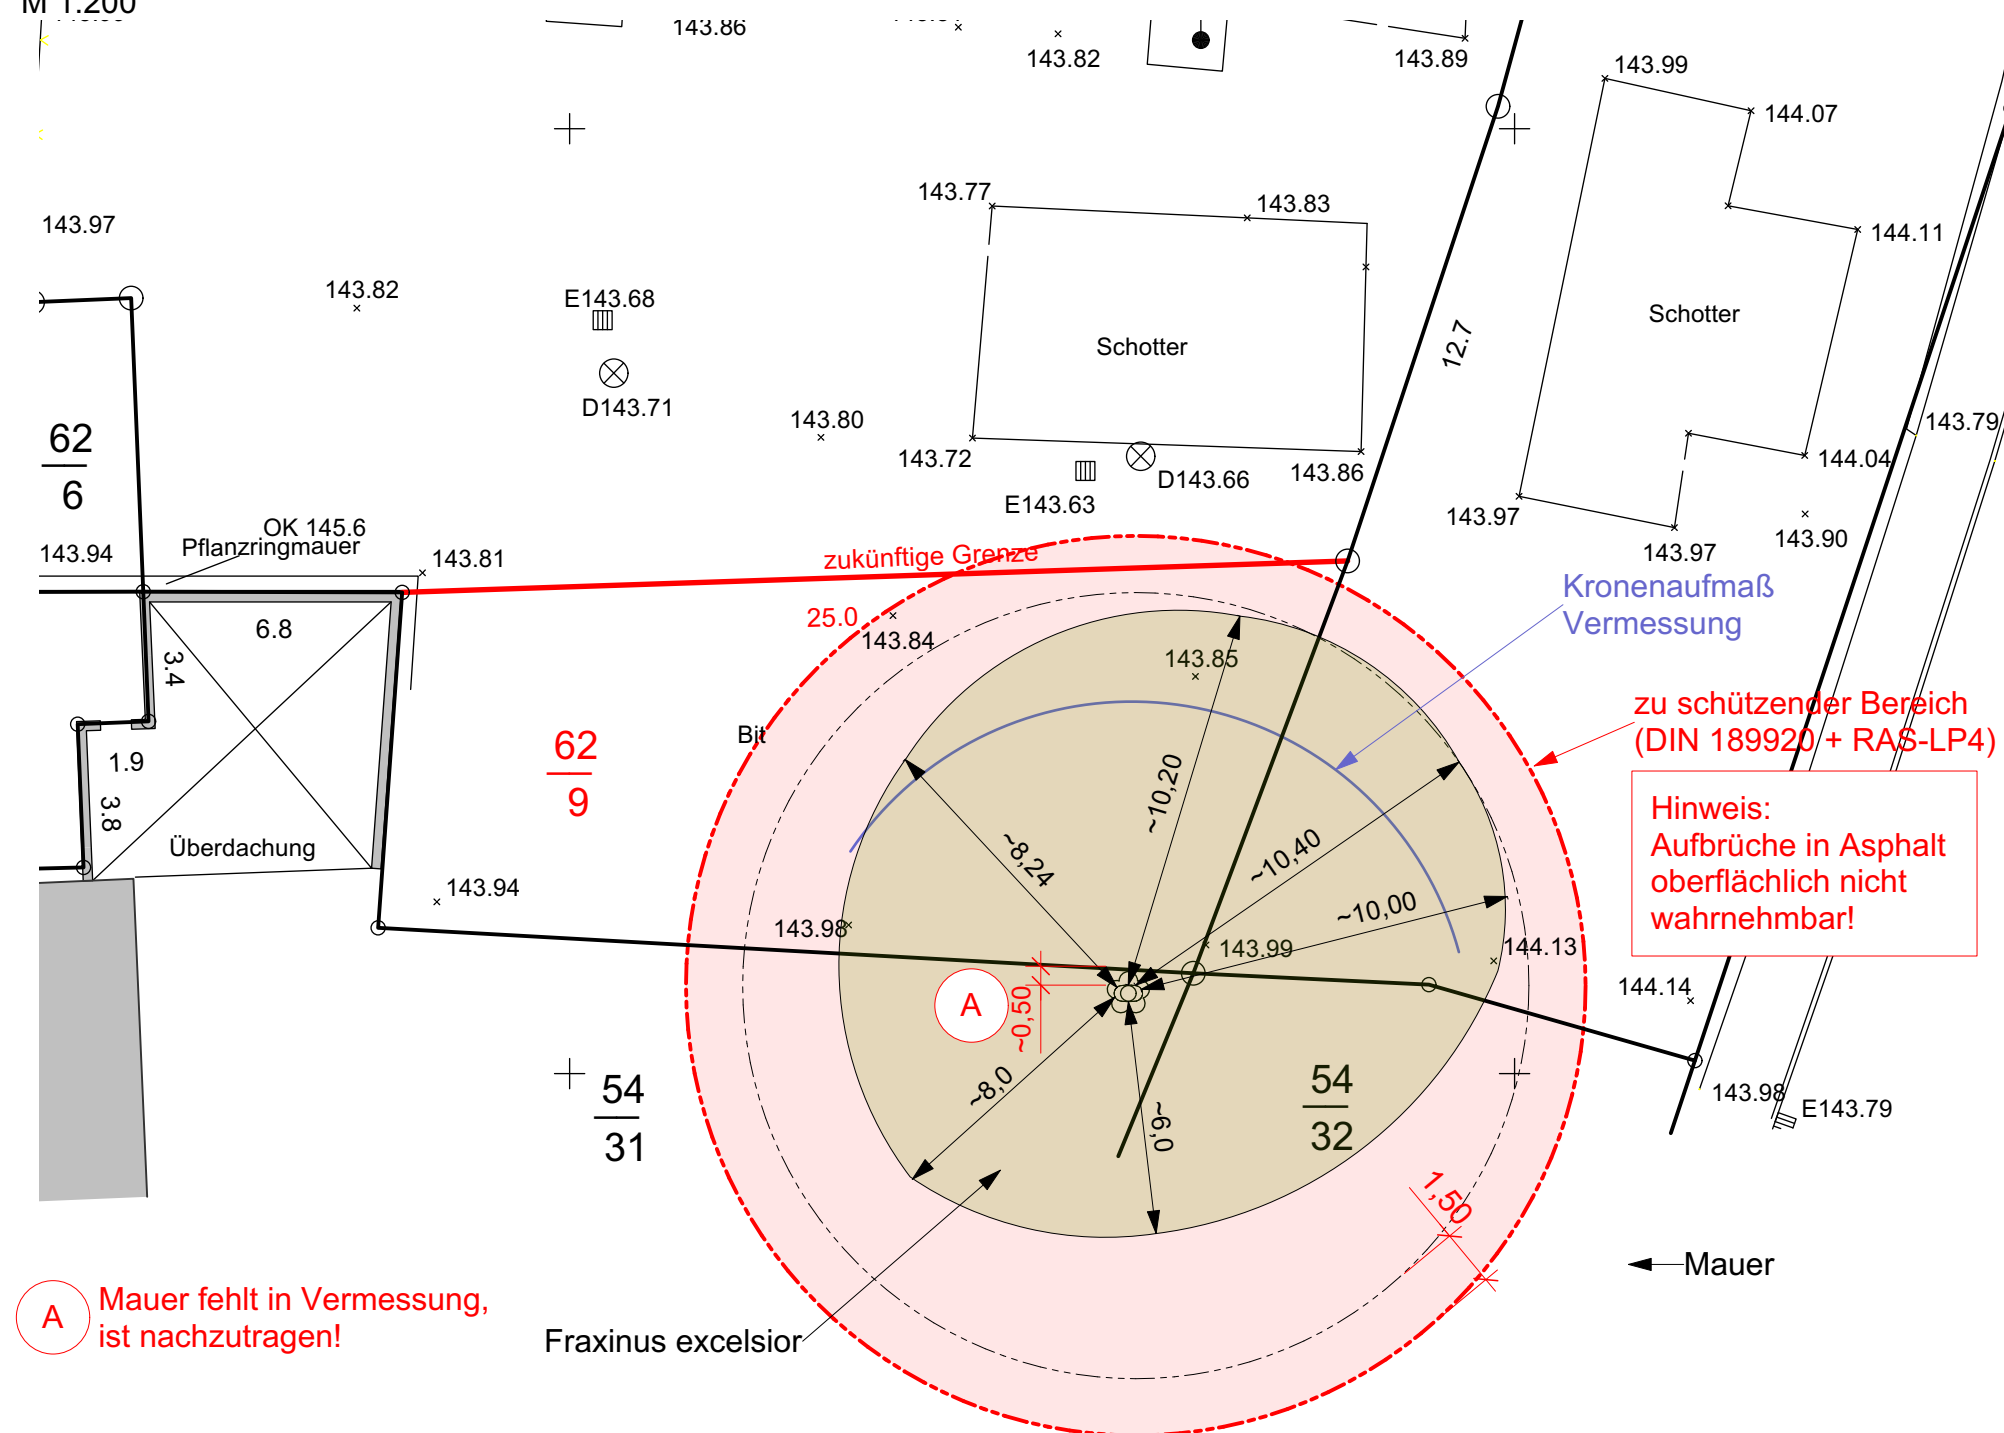 M 1:200
143.86
143.82
143.89
143.99
144.07
143.77
143.83
144.11
143.97
143.82
E143.68
Schotter
12.7
Schotter
D143.71
143.80
143.72
143.86
D143.66
E143.63
143.79
144.04
143.97
143.97
143.90
62
6
OK 145.6
Pflanzringmauer
143.94
143.81
zukünftige Grenze
25.0
143.84
Kronenaufmaß
Vermessung
6.8
3.4
143.85
zu schützender Bereich
(DIN 189920 + RAS-LP4)
62
9
Bit
1.9
3.8
Überdachung
~8,24
~10,20
~10,40
~10,00
Hinweis:
Aufbrüche in Asphalt
oberflächlich nicht
wahrnehmbar!
143.94
143.98
143.99
144.13
144.14
A
~0,50
~8,0
~6,0
54
31
54
32
143.98
E143.79
1,50
Mauer
A
Mauer fehlt in Vermessung,
ist nachzutragen!
Fraxinus excelsior